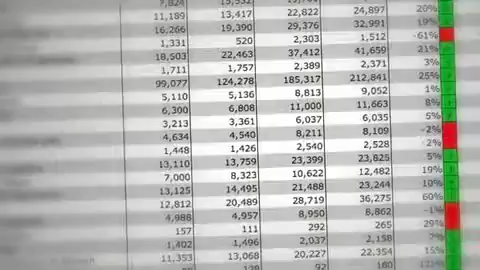 11,189 13,417 22,822 24,897 20%
16,266 19,390 29,376 32,991 19%
1,331 520 2,303 1,512 -61%
18,503 22,463 37,412 41,659 21%
1,711 1,757 2,389 2,371 3%
99,077 124,278 185,317 212,841 25%
5,110 5,136 8,813 9,052 1%
6,300 6,808 11,000 11,663 8%
3,213 3,361 6,037 6,035 5%
4,634 4,540 8,211 8,109 -2%
1,448 1,426 2,540 2,528 -2%
13,110 13,759 23,399 23,825 5%
7,000 8,323 10,622 12,482 19%
13,125 14,495 21,488 23,244 10%
12,812 20,489 28,719 36,275 60%
4,988 4,957 8,950 8,862 -1%
157 111 292 265 29%
1,402 1,496 2,037 2,158 7%
11,353 13,068 20,227 22,354 15%